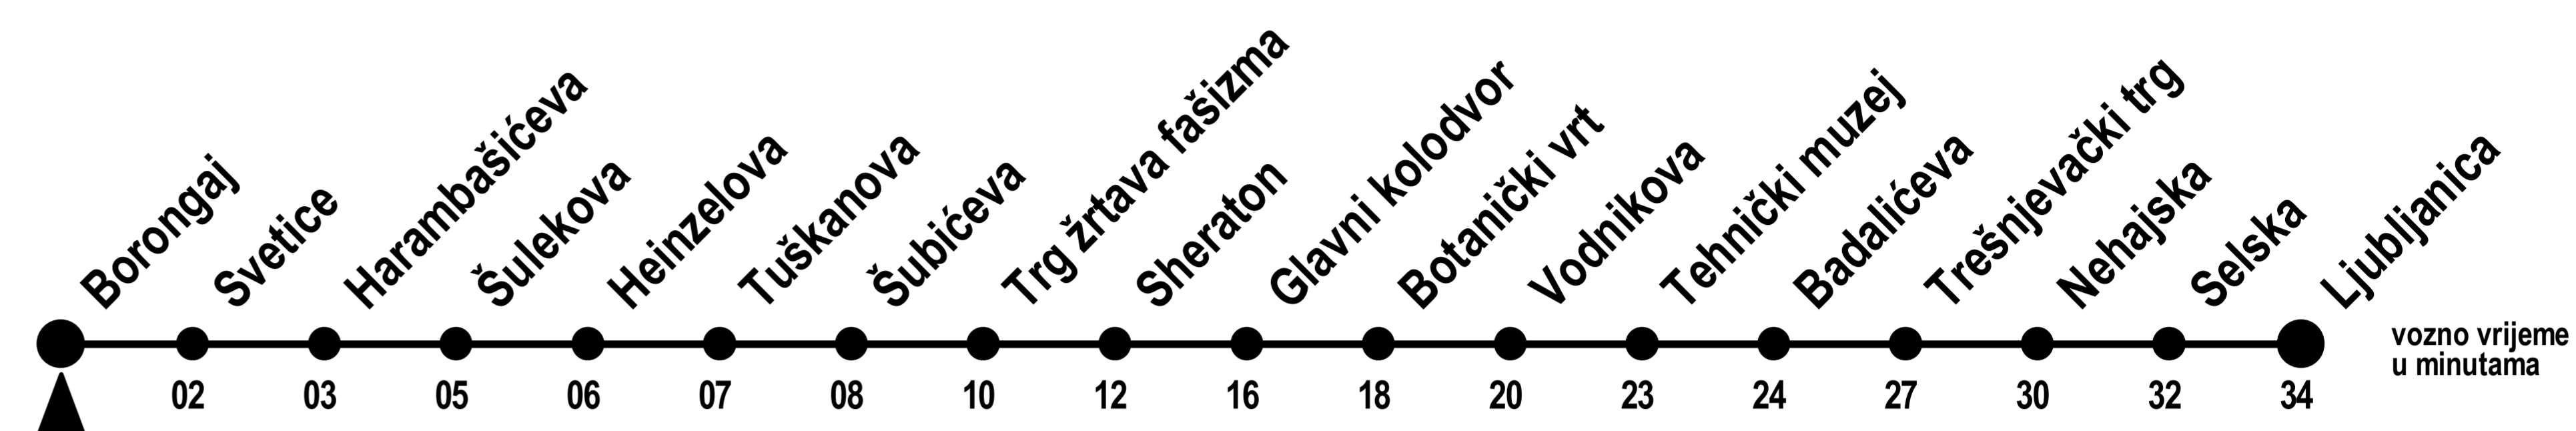 Borongaj
Svetice
Harambašićeva
Šulekova
Heinzelova
Tuškanova
Šubićeva
Trg žrtava fašizma
Sheraton
Glavni kolodvor
Botanički vrt
Vodnikova
Tehnički muzej
Badalićeva
Trešnjevački trg
Nehajska
Selska
Ljubljanica
02 03 05 06 07 08 10 12 16 18 20 23 24 27 30 32 34
vozno vrijeme
u minutama